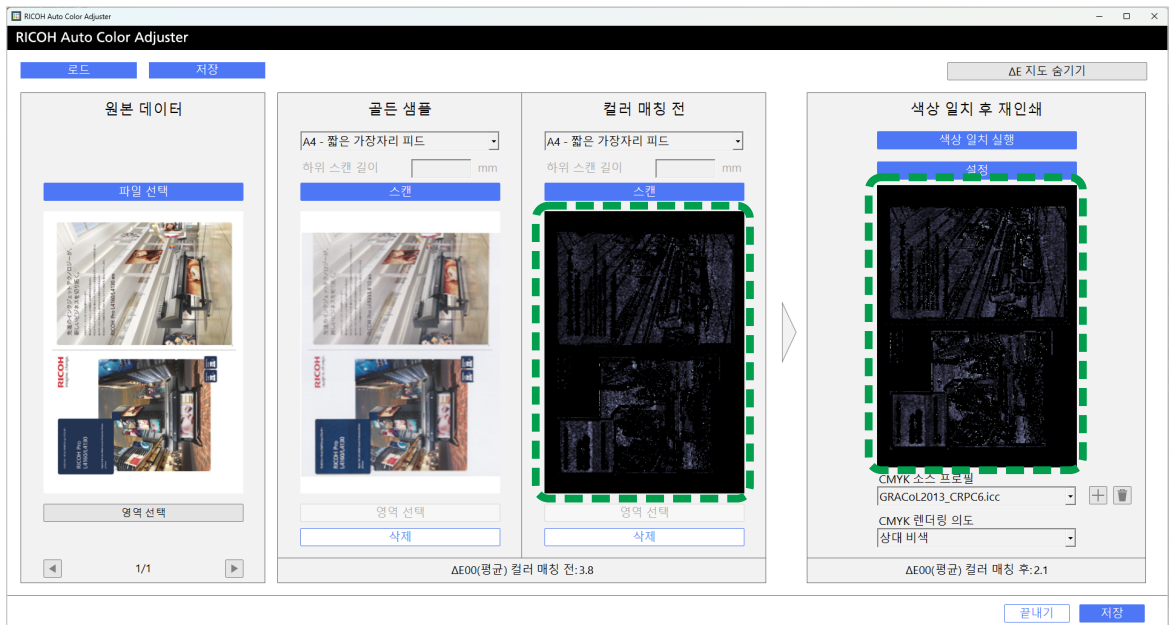 RICOH Auto Color Adjuster
RICOH Auto Color Adjuster
로드
저장
ΔE 지도 숨기기
원본 데이터
파일 선택
RICOH
RICOH Pro
L4160/L4130
영역 선택
1/1
골든 샘플
A4 - 짧은 가장자리 피드
하위 스캔 길이
mm
스캔
RICOH
영역 선택
삭제
컬러 매칭 전
A4 - 짧은 가장자리 피드
하위 스캔 길이
mm
스캔
영역 선택
삭제
ΔE00(평균) 컬러 매칭 전:3.8
색상 일치 후 재인쇄
색상 일치 실행
설정
CMYK 소스 프로필
GRACoL2013_CRPC6.icc
CMYK 렌더링 의도
상대 비색
ΔE00(평균) 컬러 매칭 후:2.1
끝내기
저장